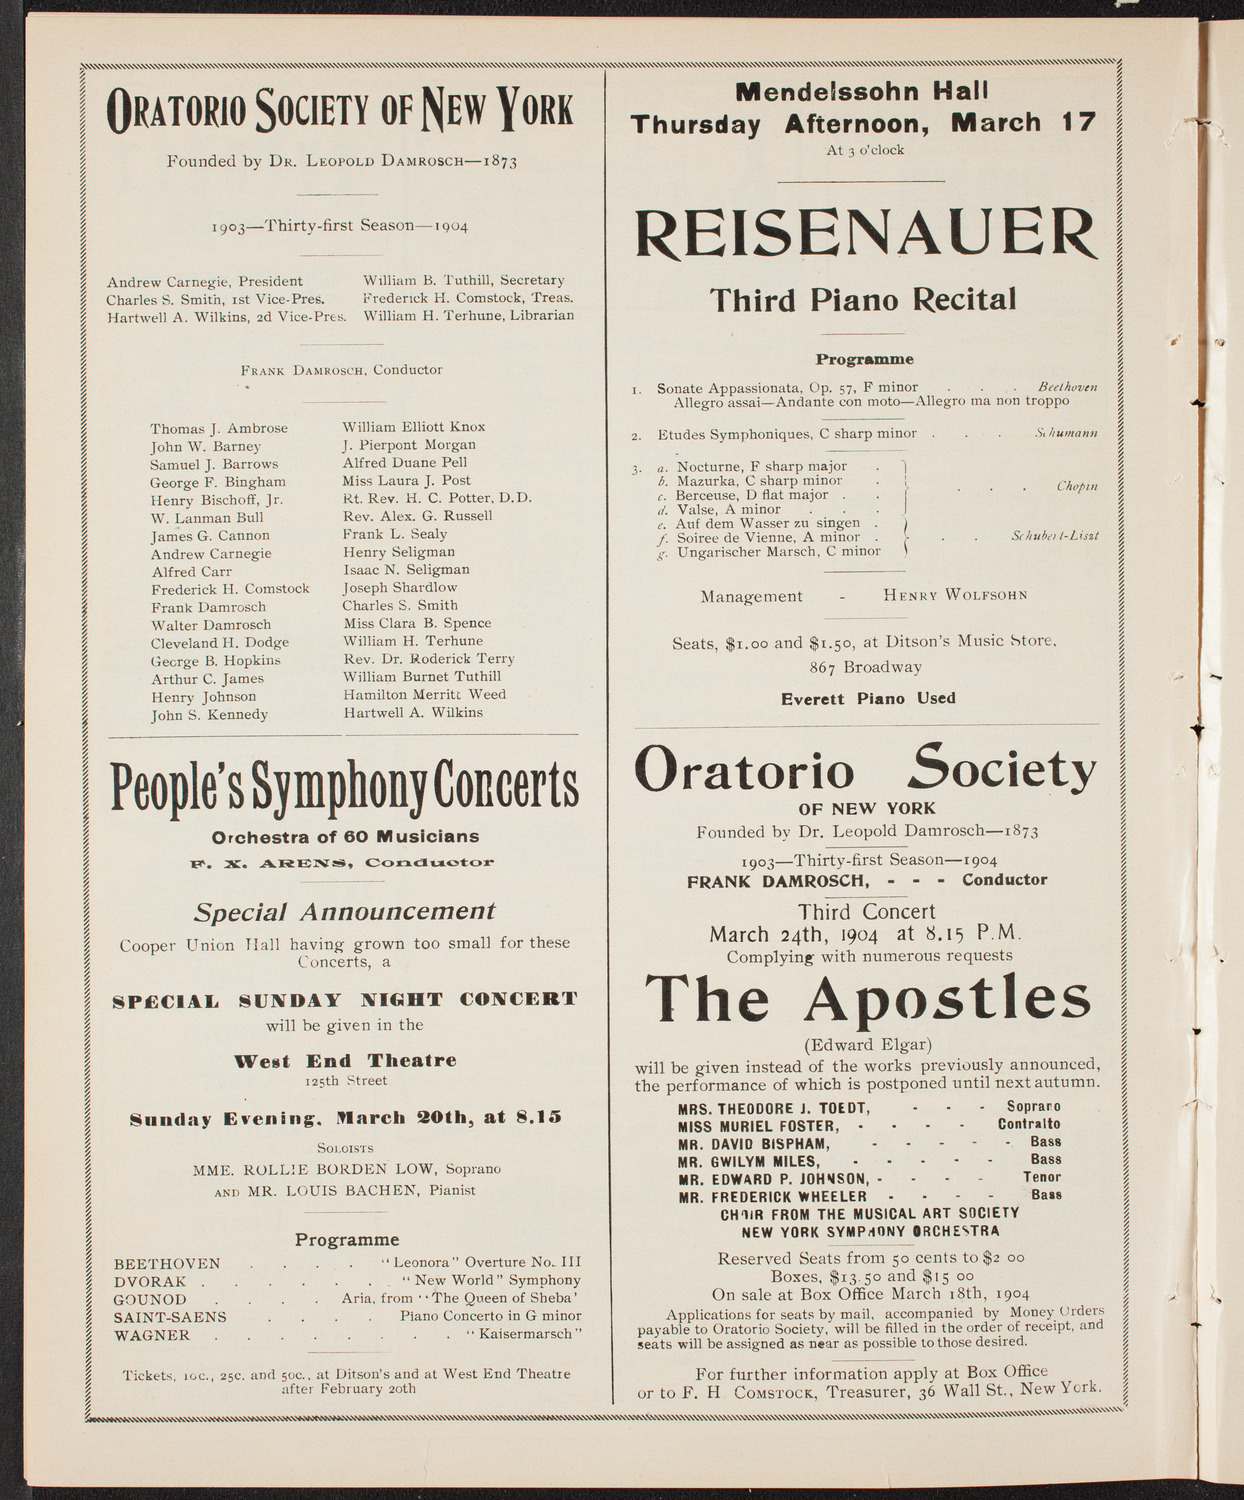 ORATORIO SOCIETY OF NEW YORK
Founded by DR. LEOPOLD DAMROSCH—1873
1903—Thirty-first Season—1904
Andrew Carnegie, President
Charles S. Smith, 1st Vice-Pres.
Hartwell A. Wilkins, 2d Vice-Pres.
William B. Tuthill, Secretary
Frederick H. Comstock, Treas.
William H. Terhune, Librarian
FRANK DAMROSCH, Conductor
Thomas J. Ambrose
John W. Barney
Samuel J. Barrows
George F. Bingham
Henry Bischoff, Jr.
W. Lanman Bull
James G. Cannon
Andrew Carnegie
Alfred Carr
Frederick H. Comstock
Frank Damrosch
Walter Damrosch
Cleveland H. Dodge
George B. Hopkins
Arthur C. James
Henry Johnson
John S. Kennedy
William Elliott Knox
J. Pierpont Morgan
Alfred Duane Pell
Miss Laura J. Post
Rt. Rev. H. C. Potter, D.D.
Rev. Alex. G. Russell
Frank L. Sealy
Henry Seligman
Isaac N. Seligman
Joseph Shardlow
Charles S. Smith
Miss Clara B. Spence
William H. Terhune
Rev. Dr. Roderick Terry
William Burnet Tuthill
Hamilton Merritt Weed
Hartwell A. Wilkins
People's Symphony Concerts
Orchestra of 60 Musicians
F. X. ARENS, Conductor
Special Announcement
Cooper Union Hall having grown too small for these
Concerts, a
SPECIAL SUNDAY NIGHT CONCERT
will be given in the
West End Theatre
125th Street
Sunday Evening, March 20th, at 8.15
SOLOISTS
MME. ROLLIE BORDEN LOW, Soprano
AND MR. LOUIS BACHEN, Pianist
Programme
BEETHOVEN . . . . "Leonora" Overture No. III
DVORAK . . . . . . . "New World" Symphony
GOUNOD . . . . Aria, from "The Queen of Sheba'
SAINT-SAENS . . . . Piano Concerto in G minor
WAGNER . . . . . . . . "Kaisermarsch"
Tickets, 10c., 25c. and 50c., at Ditson's and at West End Theatre
after February 20th
Mendelssohn Hall
Thursday Afternoon, March 17
At 3 o'clock
REISENAUER
Third Piano Recital
Programme
1. Sonate Appassionata, Op. 57, F minor . . . Beethoven
Allegro assai—Andante con moto—Allegro ma non troppo
2. Etudes Symphoniques, C sharp minor . . . Schumann
3. a. Nocturne, F sharp major .
b. Mazurka, C sharp minor .
c. Berceuse, D flat major . . . . . Chopin
d. Valse, A minor . . .
e. Auf dem Wasser zu singen .
f. Soiree de Vienne, A minor . . . . Schubert-Liszt
g. Ungarischer Marsch, C minor
Management - HENRY WOLFSOHN
Seats, $1.00 and $1.50, at Ditson's Music Store,
867 Broadway
Everett Piano Used
Oratorio Society
OF NEW YORK
Founded by Dr. Leopold Damrosch—1873
1903—Thirty-first Season—1904
FRANK DAMROSCH, - - - Conductor
Third Concert
March 24th, 1904 at 8.15 P.M.
Complying with numerous requests
The Apostles
(Edward Elgar)
will be given instead of the works previously announced,
the performance of which is postponed until next autumn.
MRS. THEODORE J. TOEDT, - - - Soprano
MISS MURIEL FOSTER, - - - - Contralto
MR. DAVID BISPHAM, - - - - - Bass
MR. GWILYM MILES, - - - - - Bass
MR. EDWARD P. JOHNSON, - - - - Tenor
MR. FREDERICK WHEELER - - - - Bass
CHOIR FROM THE MUSICAL ART SOCIETY
NEW YORK SYMPHONY ORCHESTRA
Reserved Seats from 50 cents to $2 00
Boxes, $13.50 and $15 00
On sale at Box Office March 18th, 1904
Applications for seats by mail, accompanied by Money Orders
payable to Oratorio Society, will be filled in the order of receipt, and
seats will be assigned as near as possible to those desired.
For further information apply at Box Office
or to F. H. COMSTOCK, Treasurer, 36 Wall St., New York.